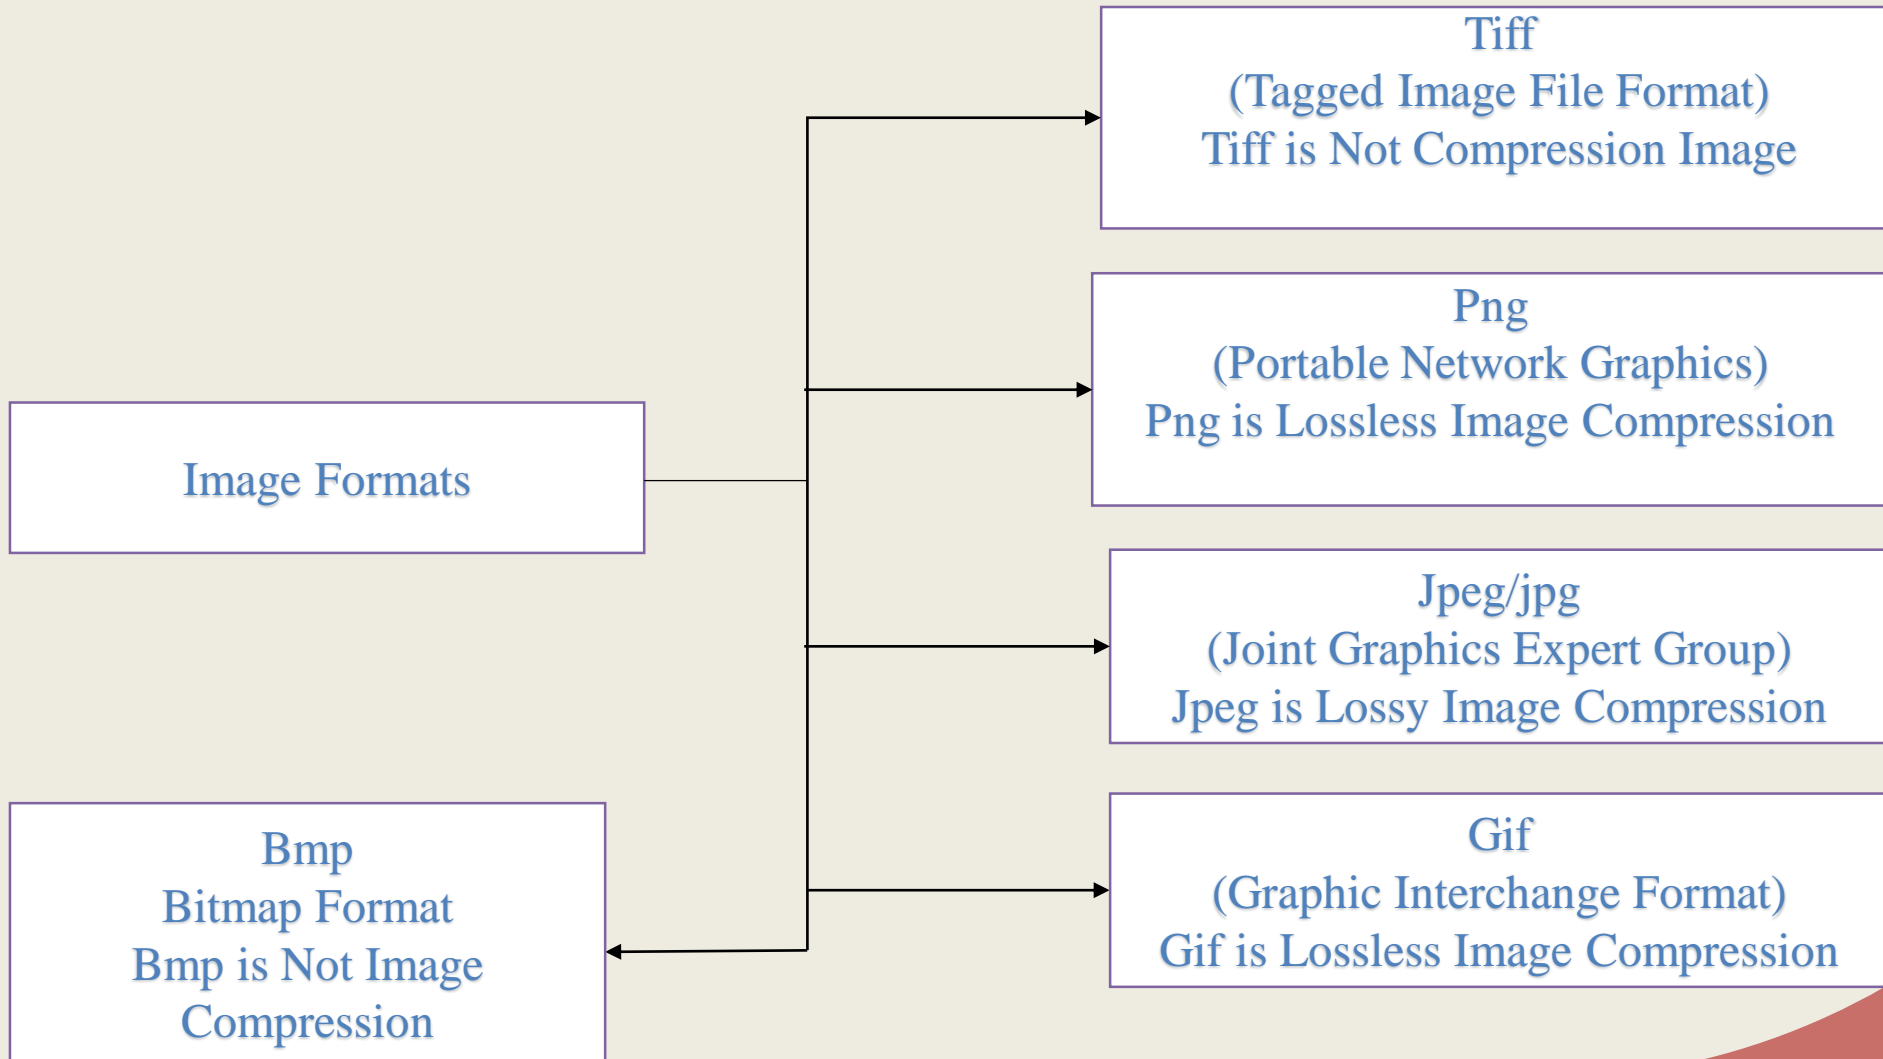 Tiff
(Tagged Image File Format)
Tiff is Not Compression Image
Png
(Portable Network Graphics)
Png is Lossless Image Compression
Image Formats
Jpeg/jpg
(Joint Graphics Expert Group)
Jpeg is Lossy Image Compression
Gif
(Graphic Interchange Format)
Gif is Lossless Image Compression
Bmp
Bitmap Format
Bmp is Not Image
Compression